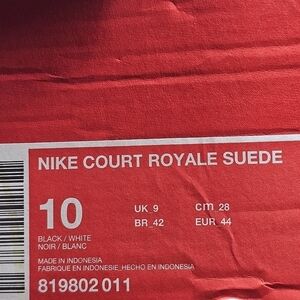 NIKE COURT ROYALE SUEDE
10
UK 9
cm 28
BR 42
EUR 44
BLACK / WHITE
NOIR / BLANC
MADE IN INDONESIA
FABRIQUE EN INDONESIE, HECHO EN INDONESIA
819802 011